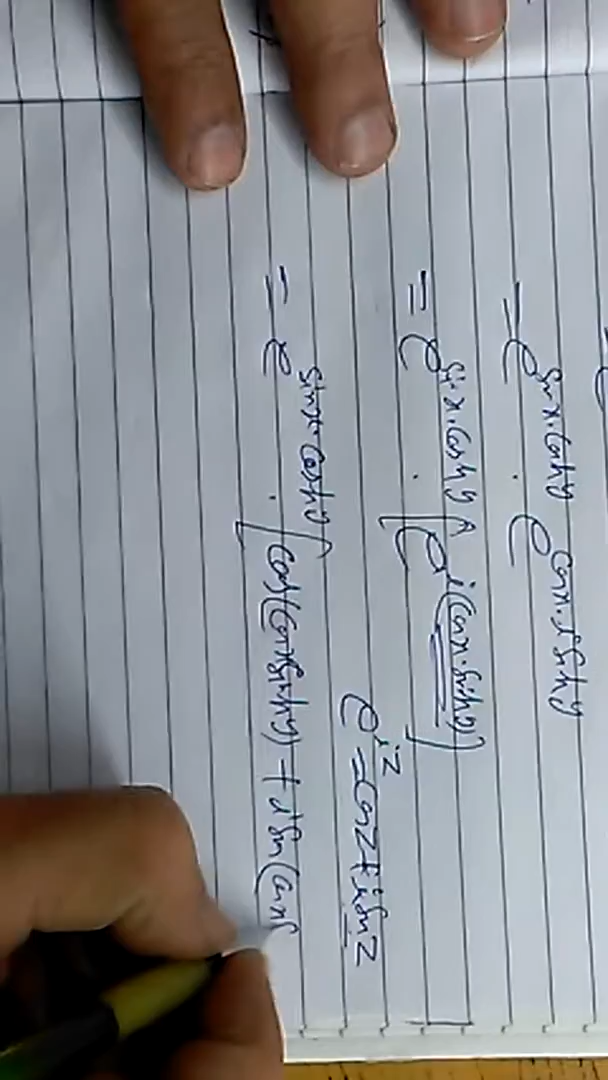 = e^{sin x·cosh y} · e^{cos x·i sinh y}
= e^{sin x·cosh y} · [e^{i(cos x·sinh y)}]
e^{iz} = cos z + i sin z
= e^{sin x·cosh y} · [cos(cos x sinh y) + i sin(cos x